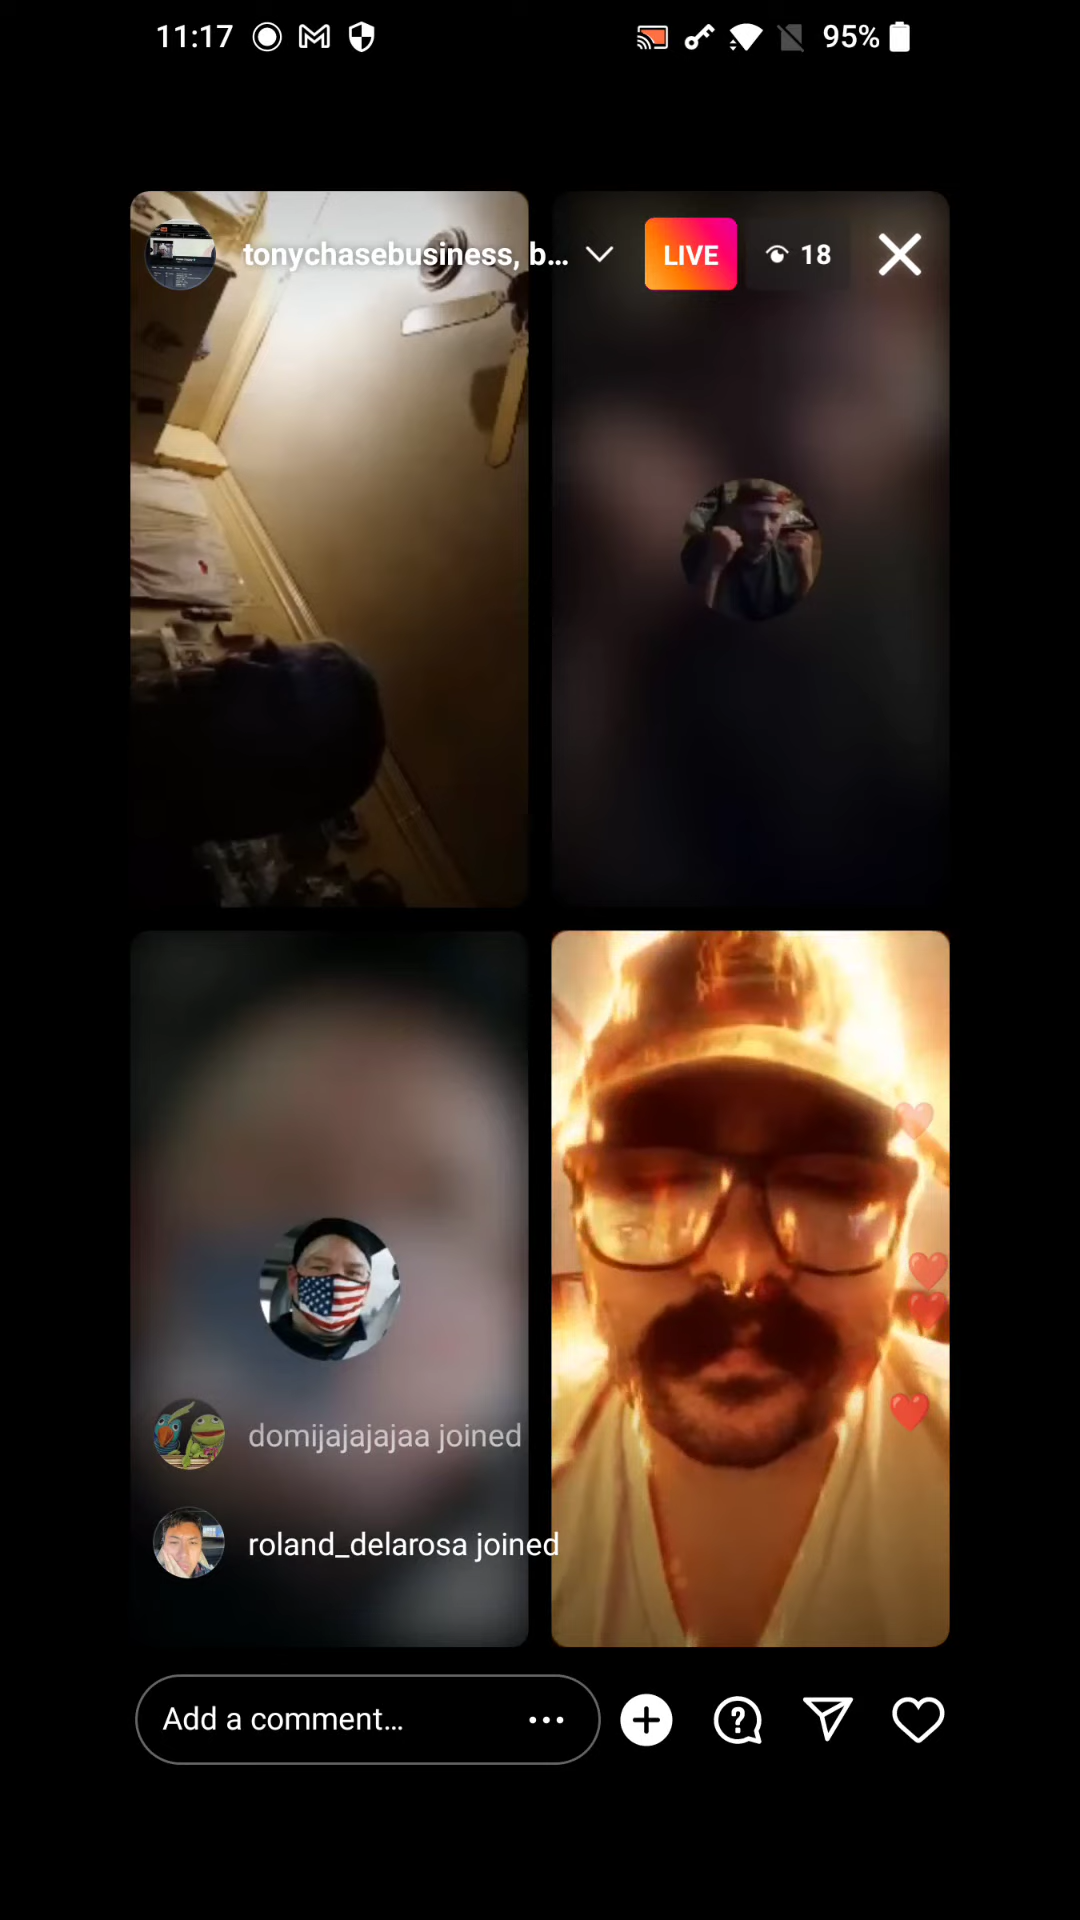 11:17
95%
tonychasebusiness, b...
LIVE
18
domijajajajaa joined
roland_delarosa joined
Add a comment...